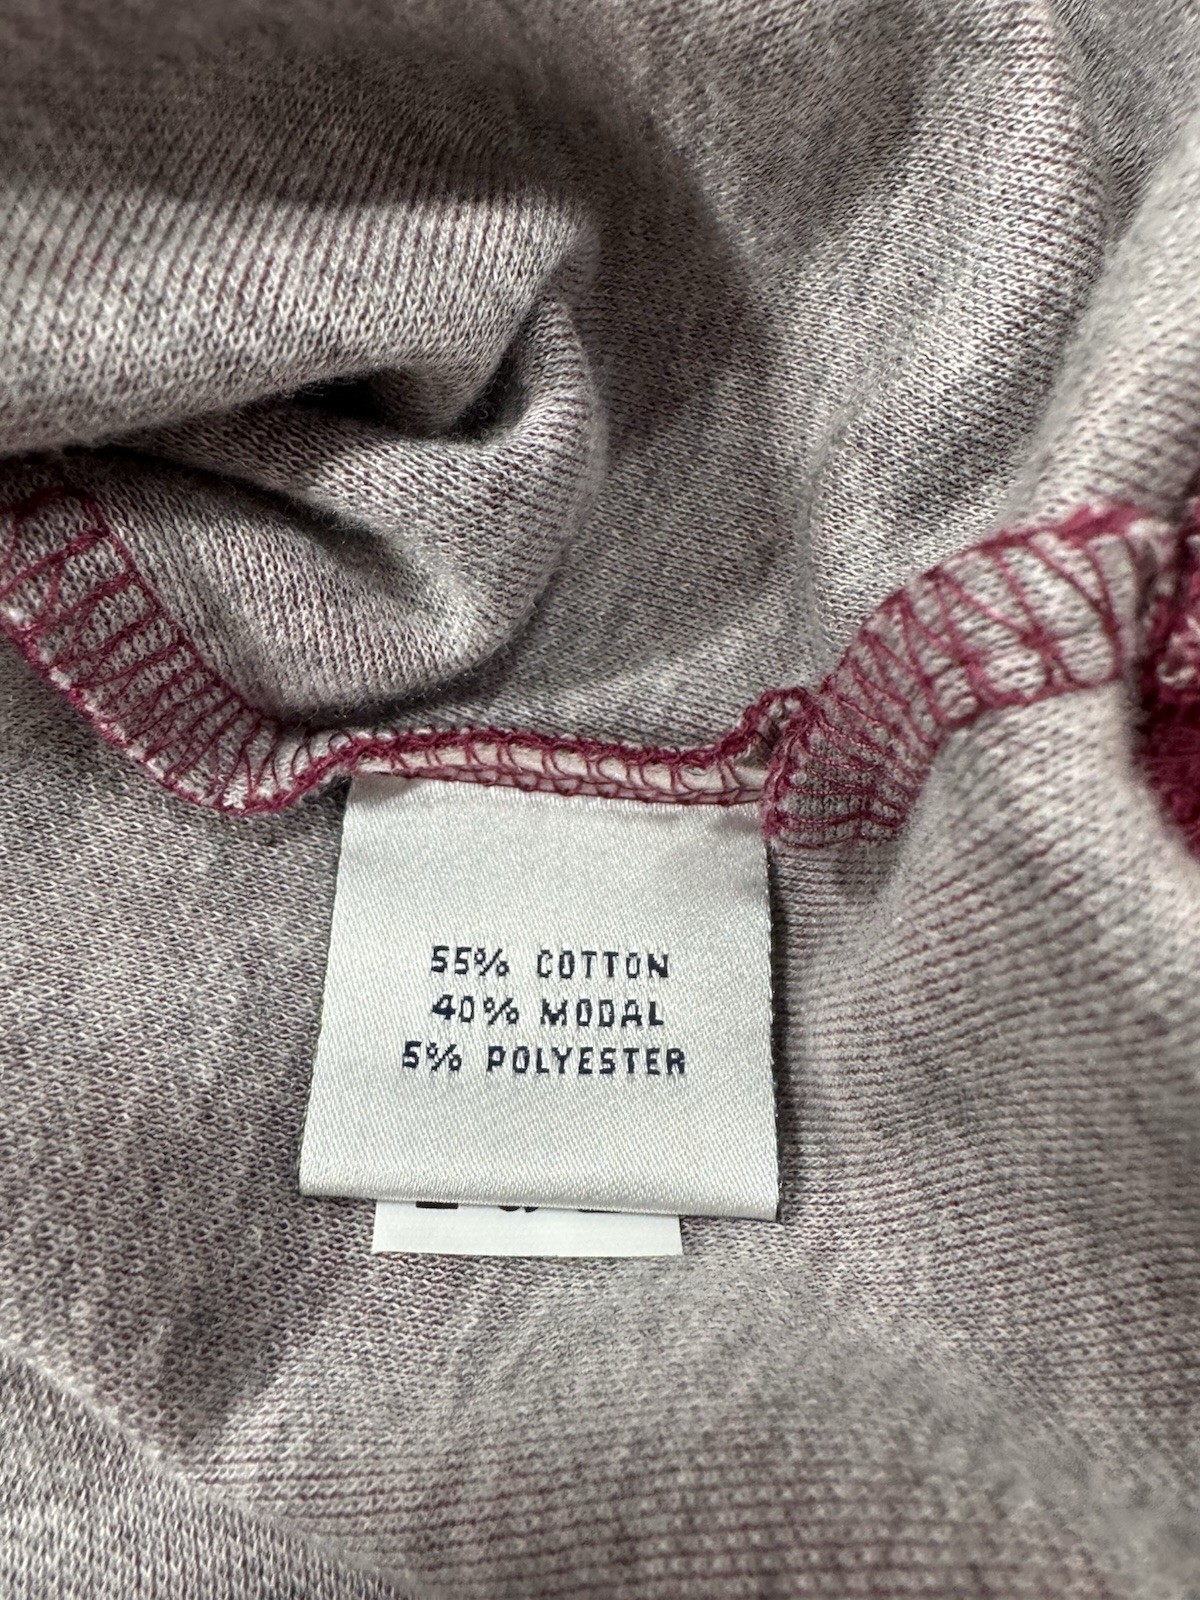 55% COTTON
40% MODAL
5% POLYESTER